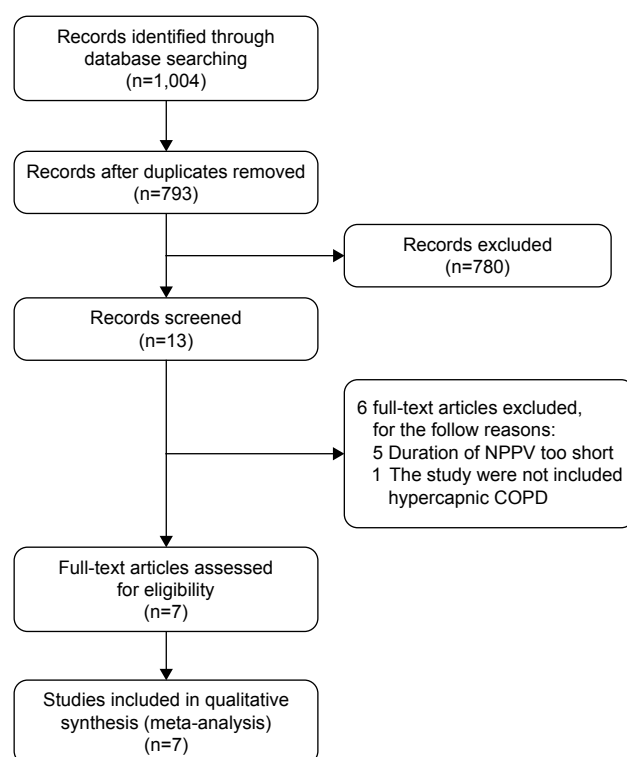 Records identified through
database searching
(n=1,004)
Records after duplicates removed
(n=793)
Records excluded
(n=780)
Records screened
(n=13)
6 full-text articles excluded,
for the follow reasons:
5 Duration of NPPV too short
1 The study were not included
hypercapnic COPD
Full-text articles assessed
for eligibility
(n=7)
Studies included in qualitative
synthesis (meta-analysis)
(n=7)